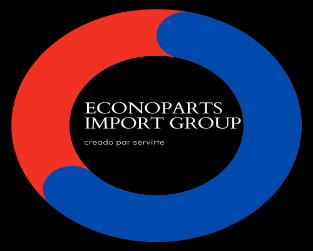 ECONOPARTS
IMPORT GROUP
creado par servirte